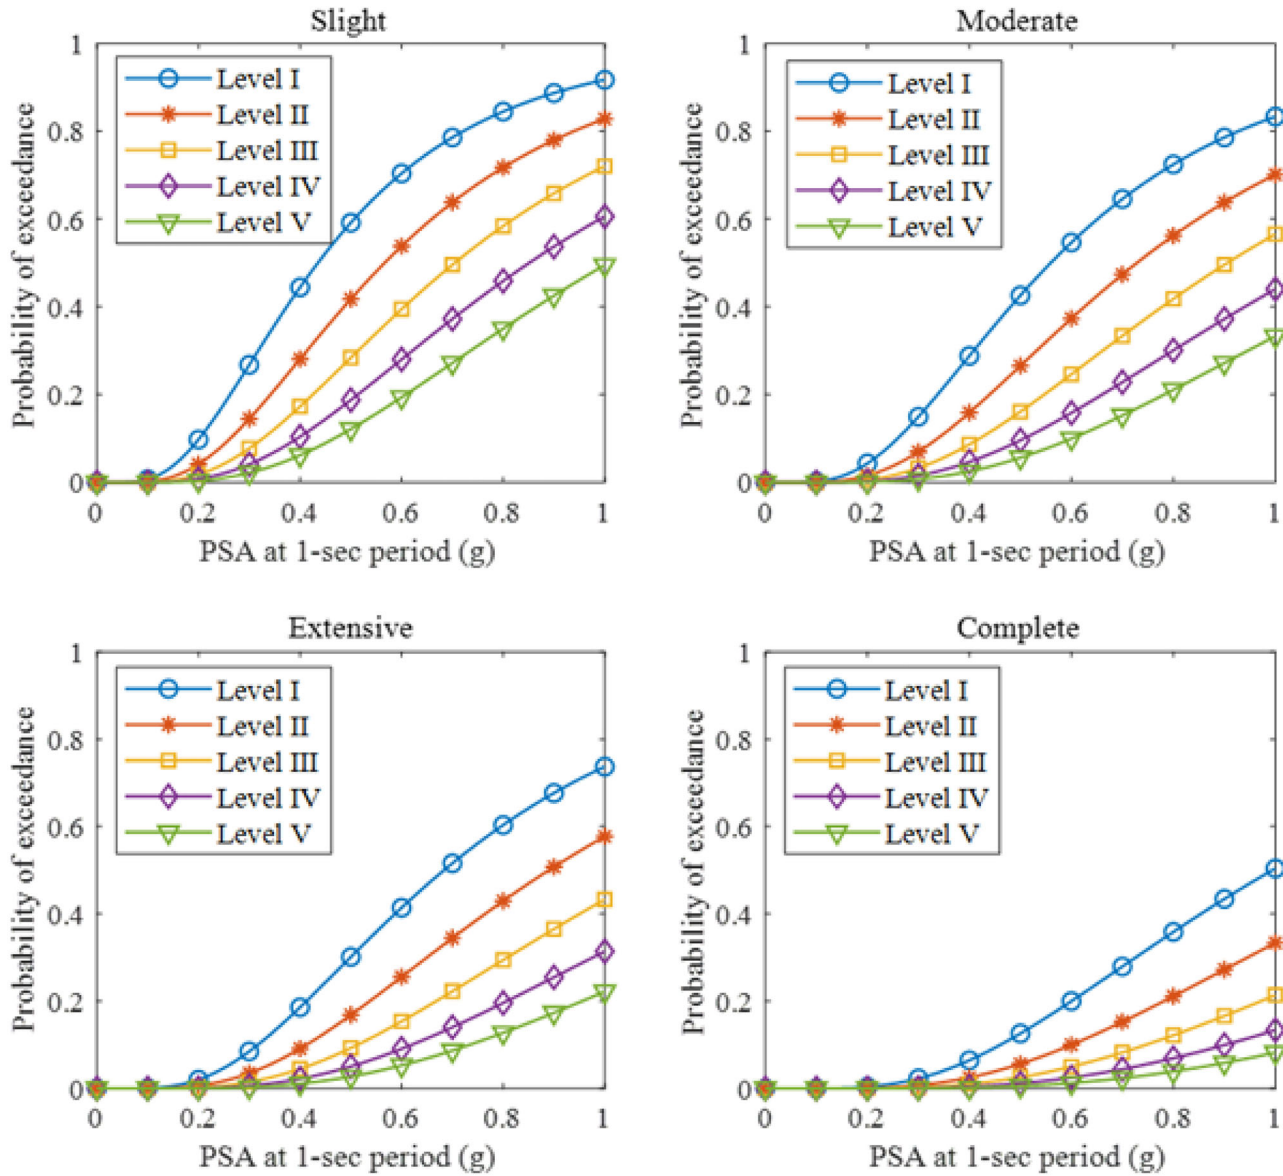 Slight
Probability of exceedance
1
0.8
0.6
0.4
0.2
0
Level I
Level II
Level III
Level IV
Level V
0 0.2 0.4 0.6 0.8 1
PSA at 1-sec period (g)
Moderate
Probability of exceedance
1
0.8
0.6
0.4
0.2
0
Level I
Level II
Level III
Level IV
Level V
0 0.2 0.4 0.6 0.8 1
PSA at 1-sec period (g)
Extensive
Probability of exceedance
1
0.8
0.6
0.4
0.2
0
Level I
Level II
Level III
Level IV
Level V
0 0.2 0.4 0.6 0.8 1
PSA at 1-sec period (g)
Complete
Probability of exceedance
1
0.8
0.6
0.4
0.2
0
Level I
Level II
Level III
Level IV
Level V
0 0.2 0.4 0.6 0.8 1
PSA at 1-sec period (g)